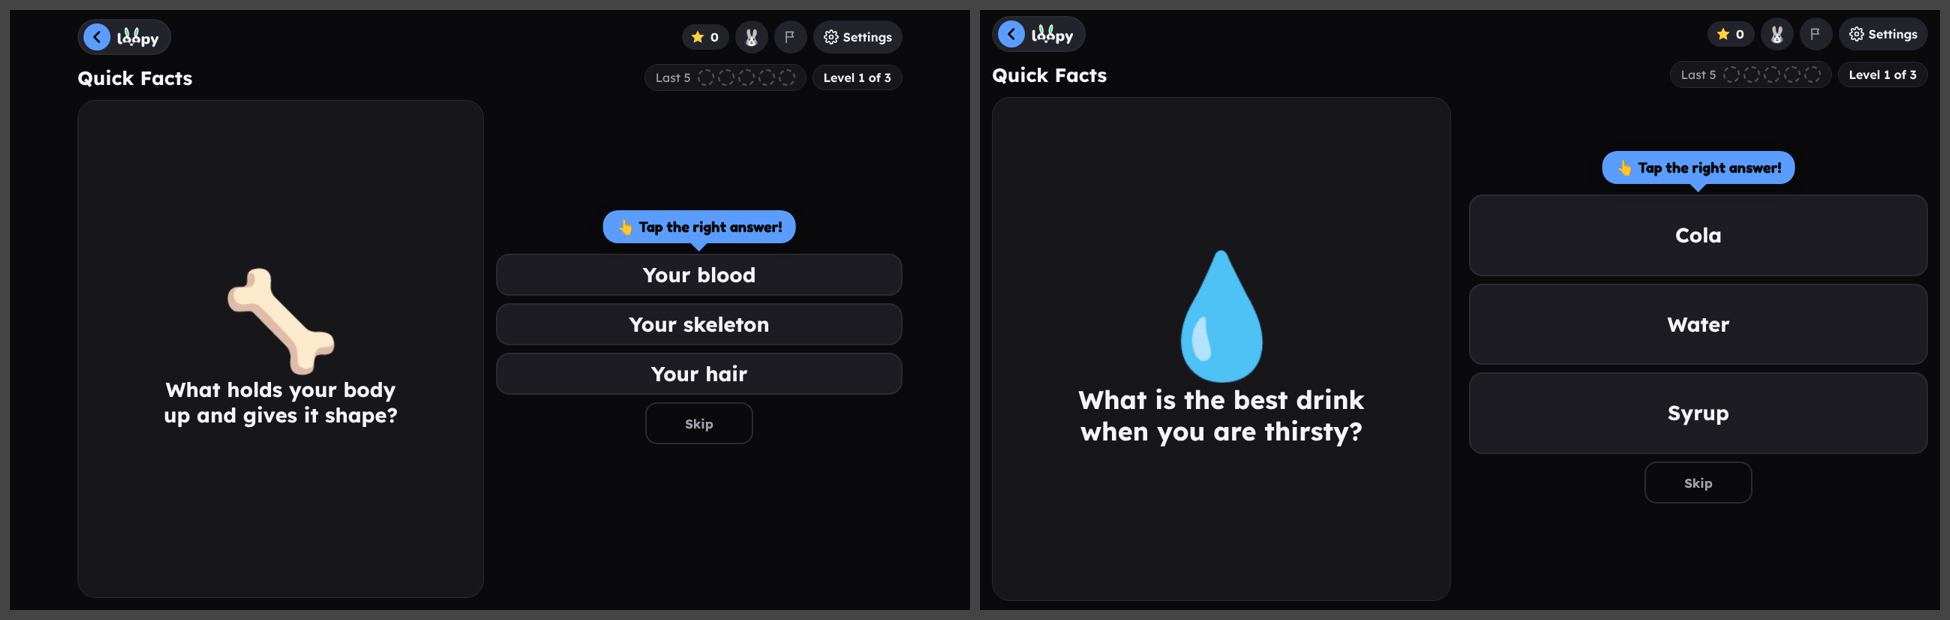 loopy
0
Settings
Quick Facts
Last 5
Level 1 of 3
What holds your body
up and gives it shape?
Tap the right answer!
Your blood
Your skeleton
Your hair
Skip
loopy
0
Settings
Quick Facts
Last 5
Level 1 of 3
What is the best drink
when you are thirsty?
Tap the right answer!
Cola
Water
Syrup
Skip